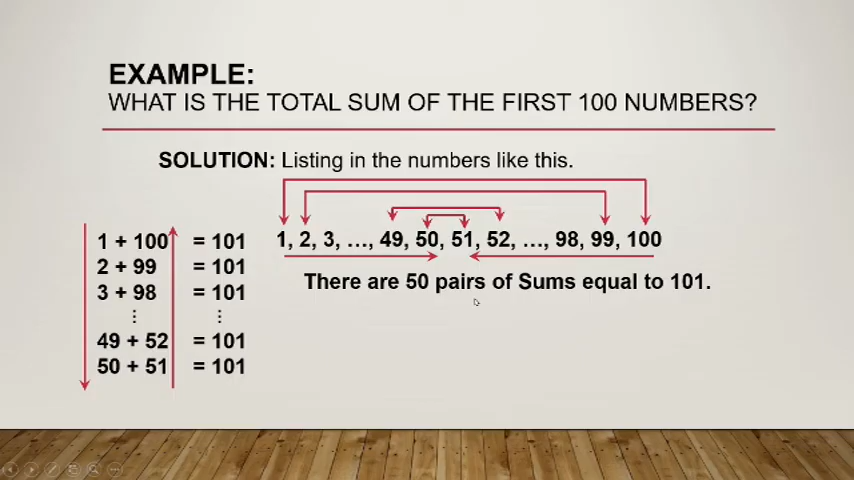 EXAMPLE:
WHAT IS THE TOTAL SUM OF THE FIRST 100 NUMBERS?
SOLUTION: Listing in the numbers like this.
1, 2, 3, …, 49, 50, 51, 52, …, 98, 99, 100
There are 50 pairs of Sums equal to 101.
1 + 100 = 101
2 + 99 = 101
3 + 98 = 101
⋮ ⋮
49 + 52 = 101
50 + 51 = 101